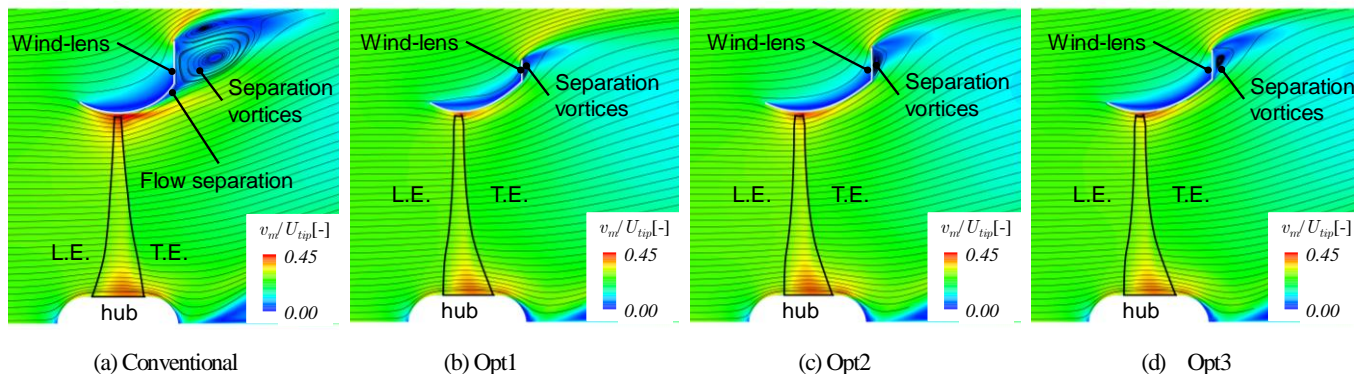 Wind-lens
Separation
vortices
Flow separation
L.E.
T.E.
v_m/U_tip[-]
0.45
0.00
hub
(a) Conventional
Wind-lens
Separation
vortices
L.E.
T.E.
v_m/U_tip[-]
0.45
0.00
hub
(b) Opt1
Wind-lens
Separation
vortices
L.E.
T.E.
v_m/U_tip[-]
0.45
0.00
hub
(c) Opt2
Wind-lens
Separation
vortices
L.E.
T.E.
v_m/U_tip[-]
0.45
0.00
hub
(d) Opt3